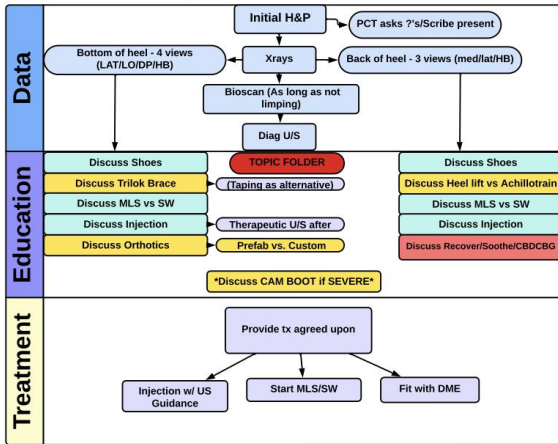 Data
Initial H&P
PCT asks ?'s/Scribe present
Bottom of heel - 4 views
(LAT/LO/DP/HB)
Xrays
Back of heel - 3 views (med/lat/HB)
Bioscan (As long as not
limping)
Diag U/S
Education
Discuss Shoes
TOPIC FOLDER
Discuss Shoes
Discuss Trilok Brace
(Taping as alternative)
Discuss Heel lift vs Achillotrain
Discuss MLS vs SW
Discuss MLS vs SW
Discuss Injection
Therapeutic U/S after
Discuss Injection
Discuss Orthotics
Prefab vs. Custom
Discuss Recover/Soothe/CBDCBG
*Discuss CAM BOOT if SEVERE*
Treatment
Provide tx agreed upon
Injection w/ US
Guidance
Start MLS/SW
Fit with DME